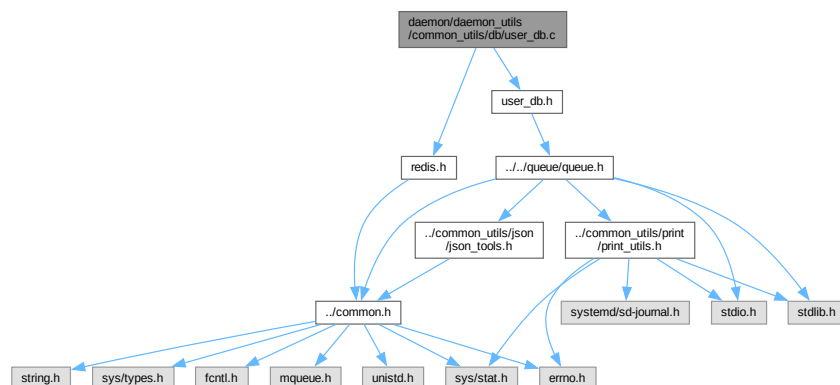 daemon/daemon_utils
/common_utils/db/user_db.c
user_db.h
redis.h
../../queue/queue.h
../common_utils/json
/json_tools.h
../common_utils/print
/print_utils.h
../common.h
systemd/sd-journal.h
stdio.h
stdlib.h
string.h
sys/types.h
fcntl.h
mqueue.h
unistd.h
sys/stat.h
errno.h